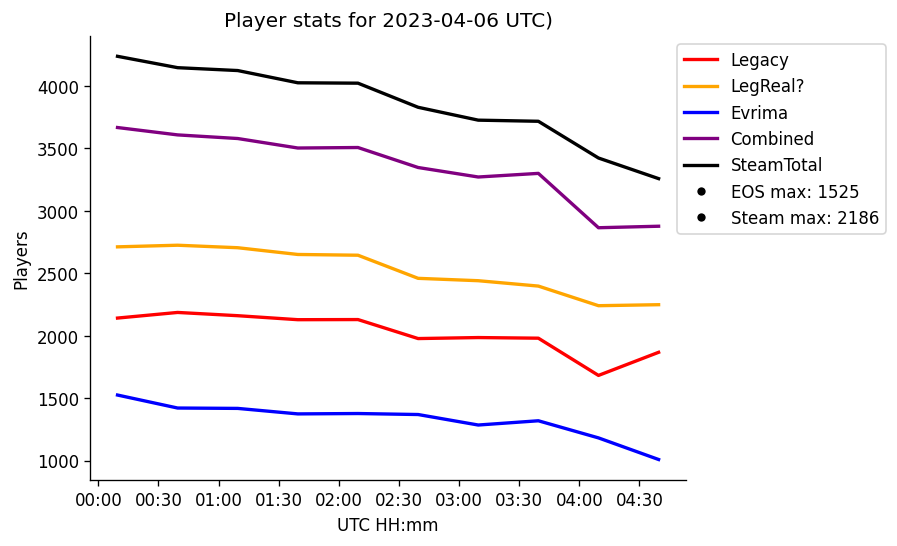 Player stats for 2023-04-06 UTC)
Legacy
LegReal?
Evrima
Combined
SteamTotal
EOS max: 1525
Steam max: 2186
Players
4000
3500
3000
2500
2000
1500
1000
00:00 00:30 01:00 01:30 02:00 02:30 03:00 03:30 04:00 04:30
UTC HH:mm